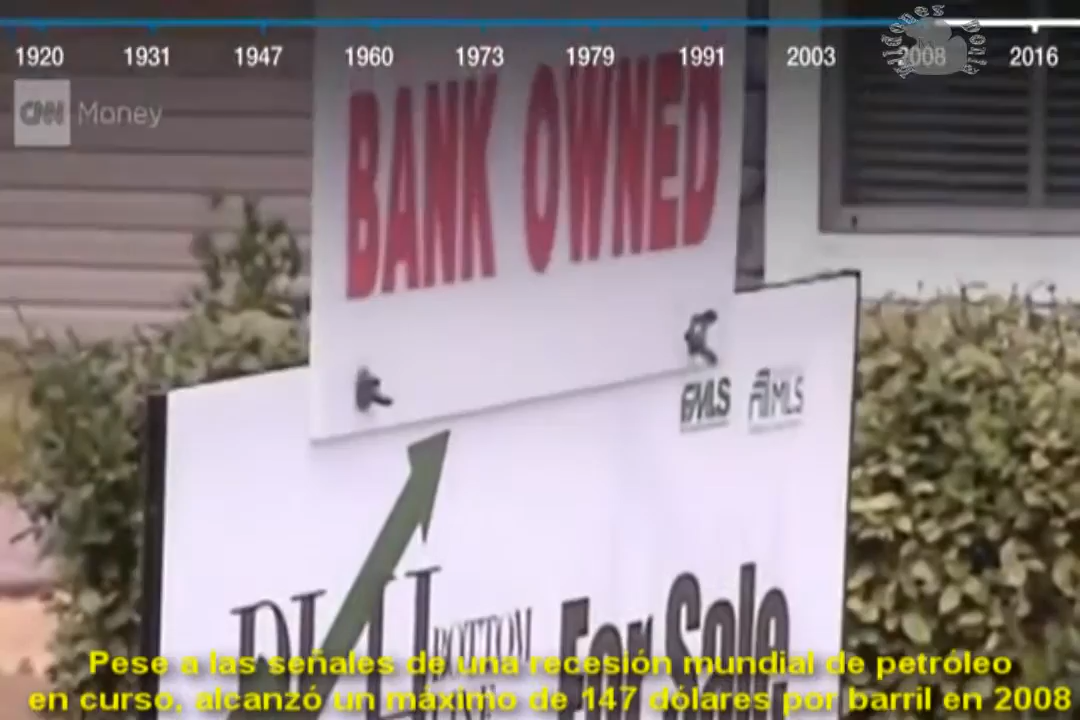 1920 1931 1947 1960 1973 1979 1991 2003 2008 2016
CNN Money
BANK OWNED
MLS MLS
BOTTOM
For Sale
Pese a las señales de una recesión mundial de petróleo
en curso, alcanzó un máximo de 147 dólares por barril en 2008